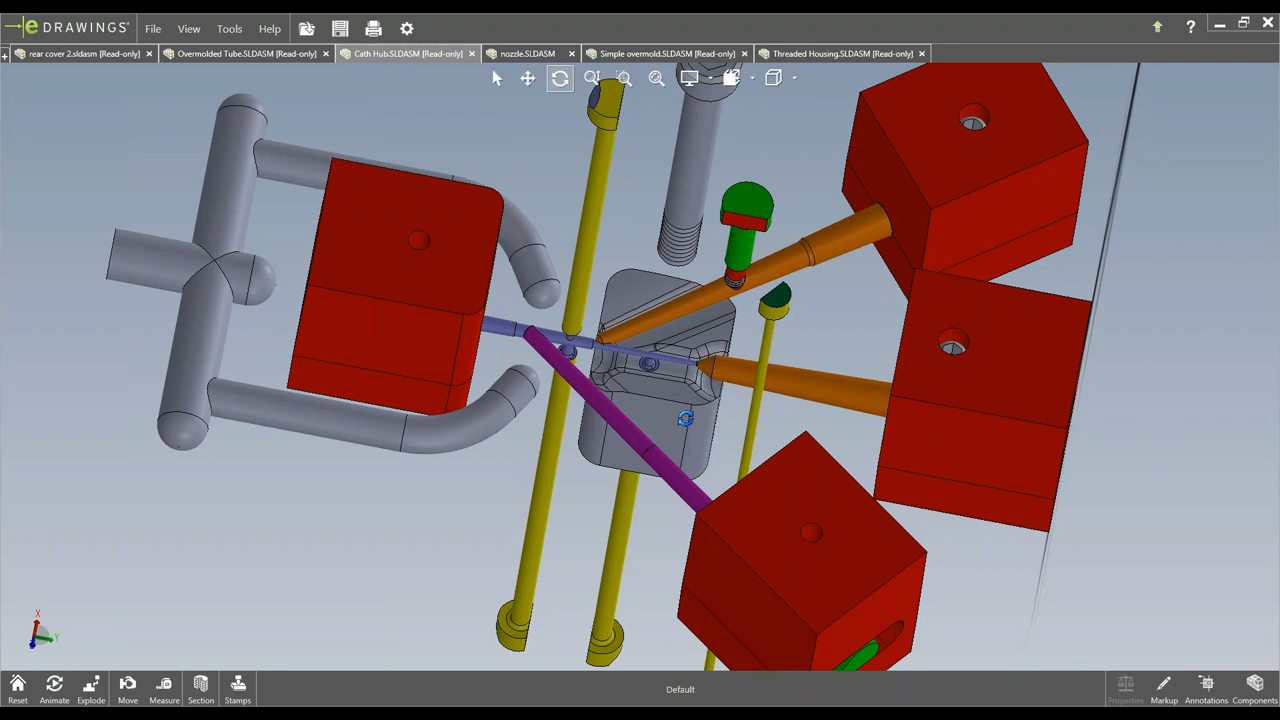 eDRAWINGS® File View Tools Help ?
rear cover 2.sldasm [Read-only] × Overmolded Tube.SLDASM [Read-only] × Cath Hub.SLDASM [Read-only] × nozzle.SLDASM × Simple overmold.SLDASM [Read-only] × Threaded Housing.SLDASM [Read-only] ×
X
Y
Reset Animate Explode Move Measure Section Stamps Default Properties Markup Annotations Components